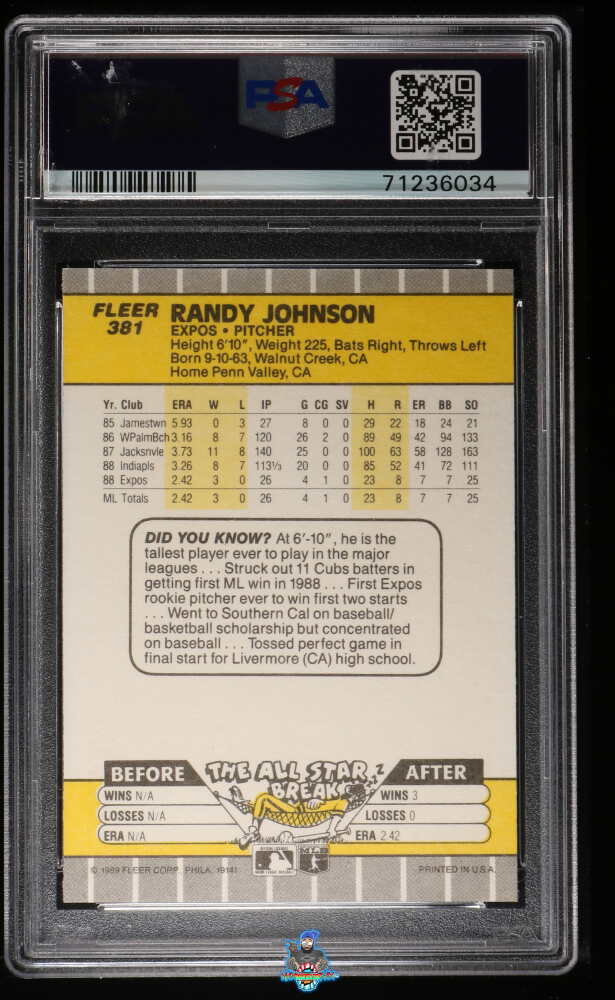 PSA
71236034
FLEER
381
RANDY JOHNSON
EXPOS • PITCHER
Height 6'10", Weight 225, Bats Right, Throws Left
Born 9-10-63, Walnut Creek, CA
Home Penn Valley, CA
Yr. Club ERA W L IP G CG SV H R ER BB SO
85 Jamestwn 5.93 0 3 27 8 0 0 29 22 18 24 21
86 WPalmBch 3.16 8 7 120 26 2 0 89 49 42 94 133
87 Jacksnvle 3.73 11 8 140 25 0 0 100 63 58 128 163
88 Indiapls 3.26 8 7 113⅓ 20 0 0 85 52 41 72 111
88 Expos 2.42 3 0 26 4 1 0 23 8 7 7 25
ML Totals 2.42 3 0 26 4 1 0 23 8 7 7 25
DID YOU KNOW? At 6'-10", he is the
tallest player ever to play in the major
leagues . . . Struck out 11 Cubs batters in
getting first ML win in 1988 . . . First Expos
rookie pitcher ever to win first two starts
. . . Went to Southern Cal on baseball/
basketball scholarship but concentrated
on baseball . . . Tossed perfect game in
final start for Livermore (CA) high school.
BEFORE THE ALL STAR BREAK AFTER
WINS N/A WINS 3
LOSSES N/A LOSSES 0
ERA N/A ERA 2.42
© 1989 FLEER CORP., PHILA. 19141 PRINTED IN U.S.A.